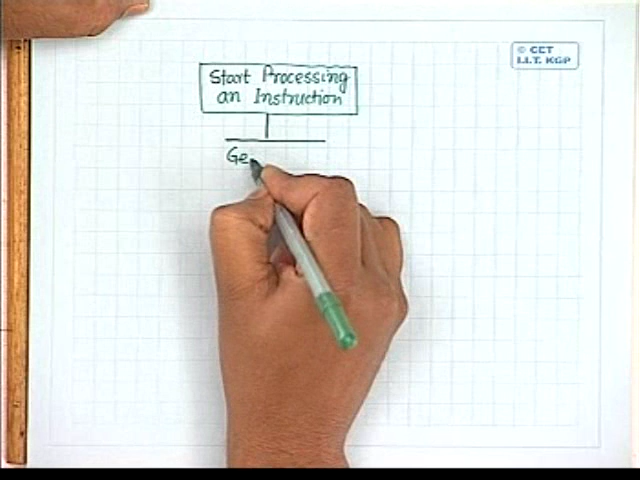 © CET
I.I.T. KGP
Start Processing
an Instruction
Ge